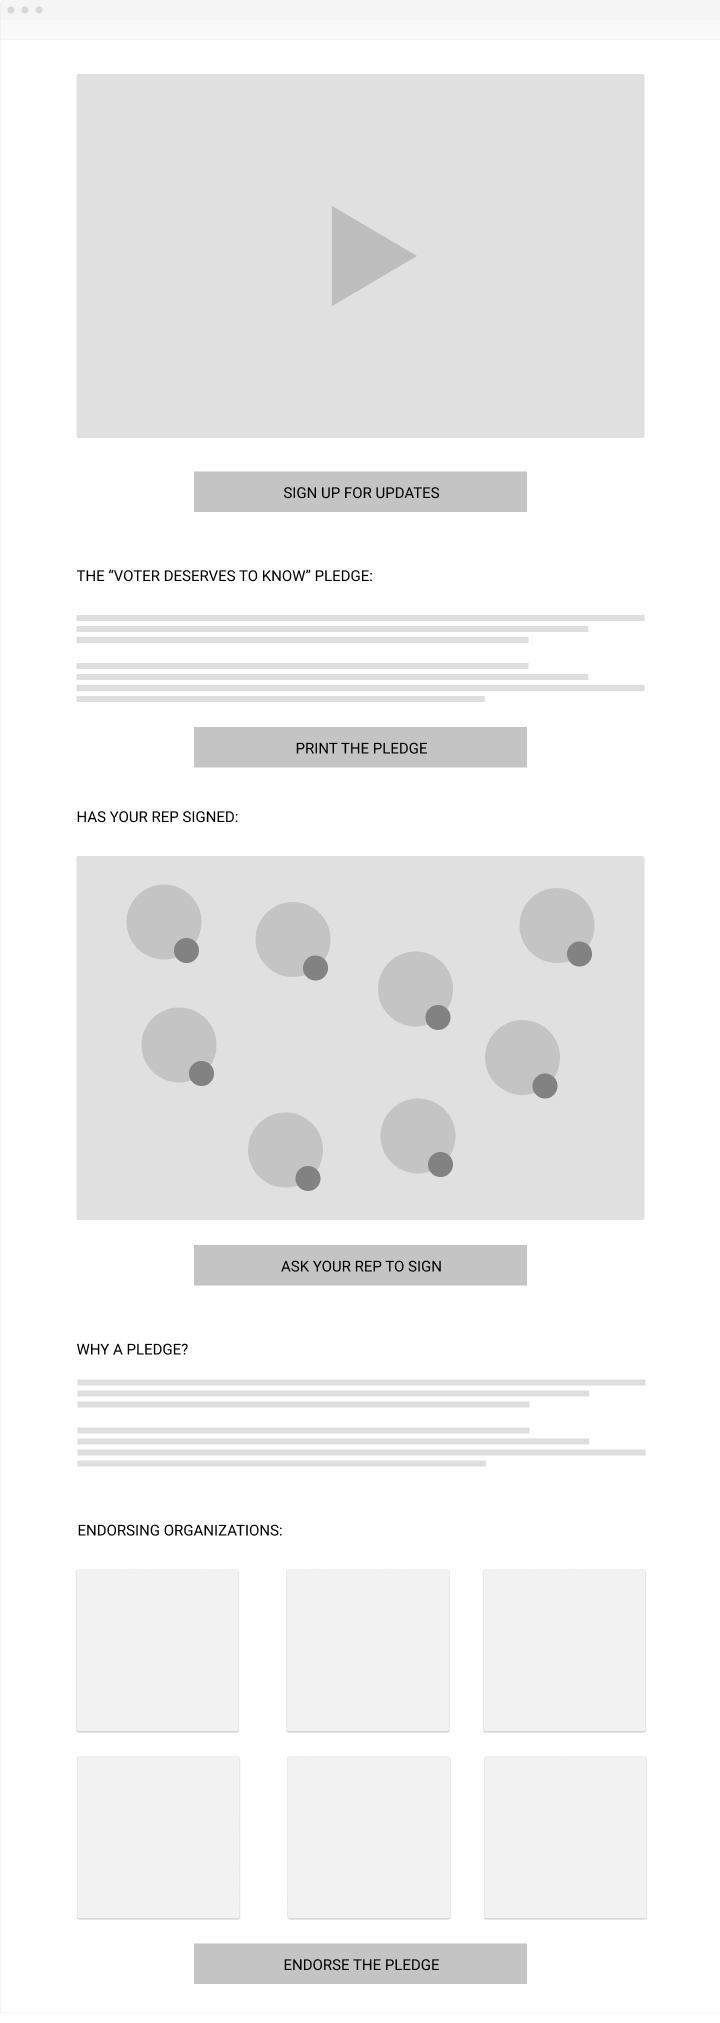 SIGN UP FOR UPDATES
THE “VOTER DESERVES TO KNOW” PLEDGE:
PRINT THE PLEDGE
HAS YOUR REP SIGNED:
ASK YOUR REP TO SIGN
WHY A PLEDGE?
ENDORSING ORGANIZATIONS:
ENDORSE THE PLEDGE